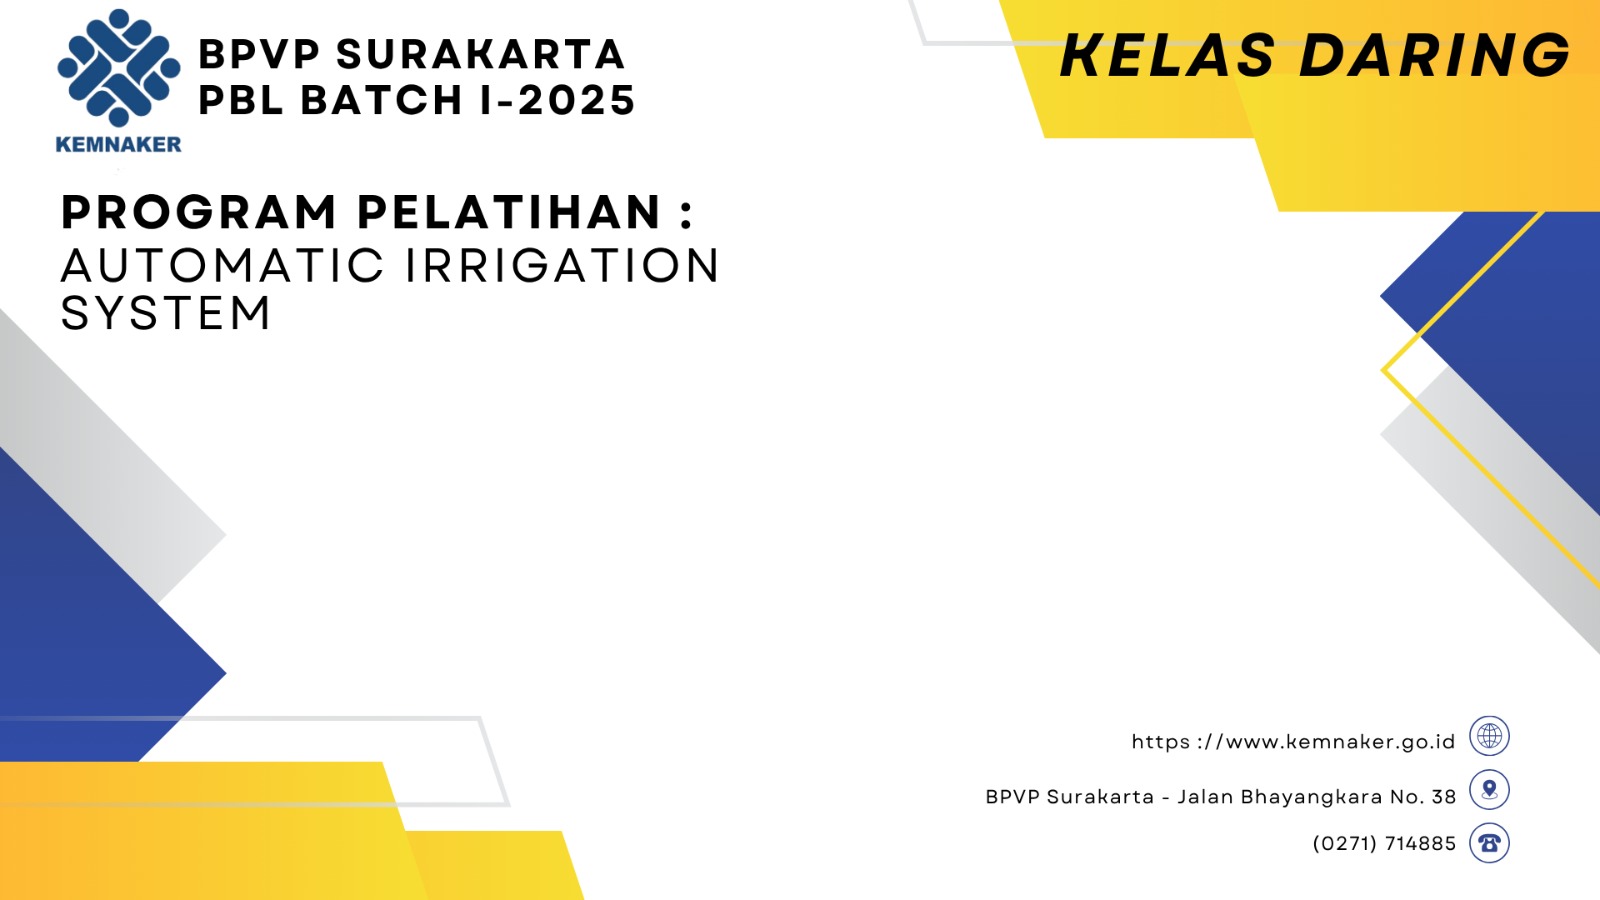 BPVP SURAKARTA
PBL BATCH I-2025
KEMNAKER
KELAS DARING
PROGRAM PELATIHAN :
AUTOMATIC IRRIGATION
SYSTEM
https ://www.kemnaker.go.id
BPVP Surakarta - Jalan Bhayangkara No. 38
(0271) 714885